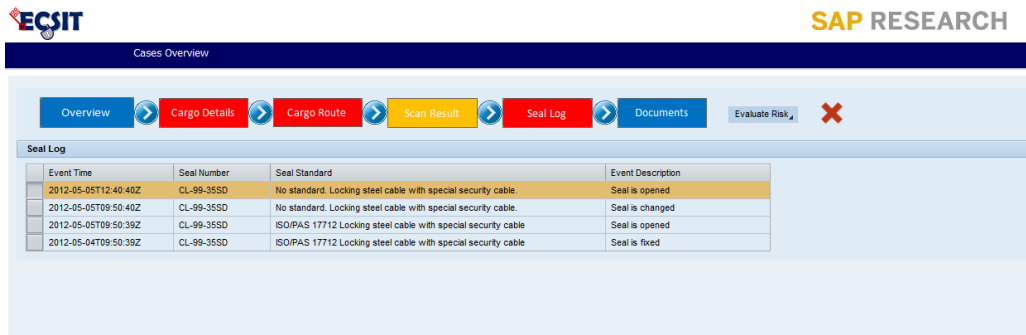 ECSIT
SAP RESEARCH
Cases Overview
Overview Cargo Details Cargo Route Scan Result Seal Log Documents Evaluate Risk
Seal Log
Event Time Seal Number Seal Standard Event Description
2012-05-05T12:40:40Z CL-99-35SD No standard. Locking steel cable with special security cable. Seal is opened
2012-05-05T09:50:40Z CL-99-35SD No standard. Locking steel cable with special security cable. Seal is changed
2012-05-05T09:50:39Z CL-99-35SD ISO/PAS 17712 Locking steel cable with special security cable Seal is opened
2012-05-04T09:50:39Z CL-99-35SD ISO/PAS 17712 Locking steel cable with special security cable Seal is fixed